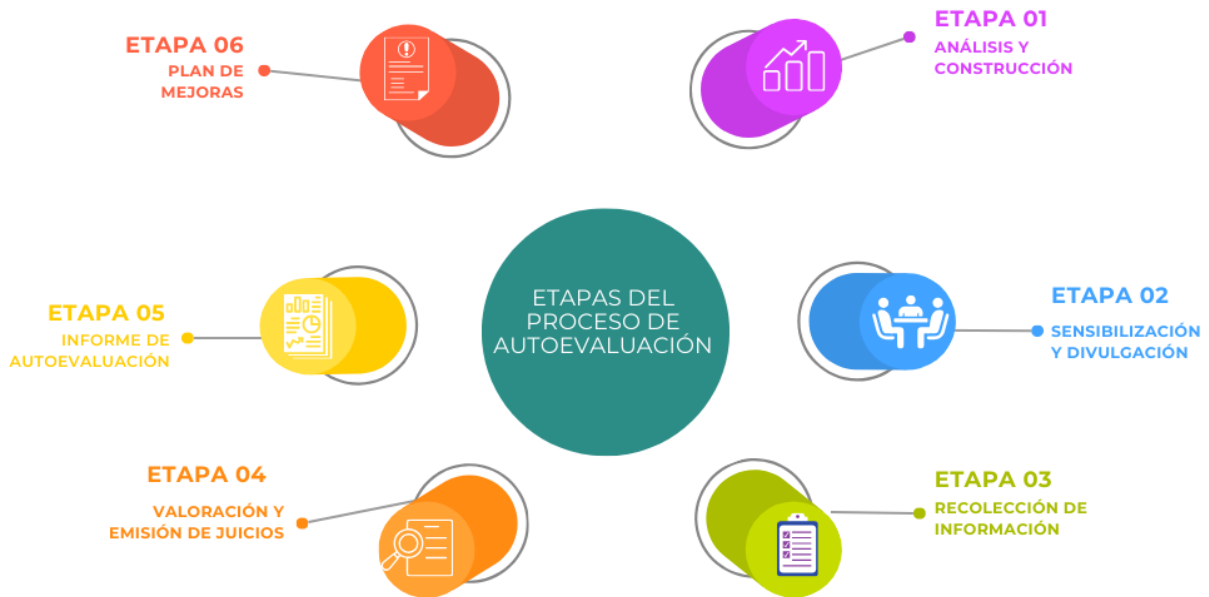 ETAPAS DEL
PROCESO DE
AUTOEVALUACIÓN
ETAPA 01
ANÁLISIS Y
CONSTRUCCIÓN
ETAPA 02
SENSIBILIZACIÓN
Y DIVULGACIÓN
ETAPA 03
RECOLECCIÓN DE
INFORMACIÓN
ETAPA 04
VALORACIÓN Y
EMISIÓN DE JUICIOS
ETAPA 05
INFORME DE
AUTOEVALUACIÓN
ETAPA 06
PLAN DE
MEJORAS